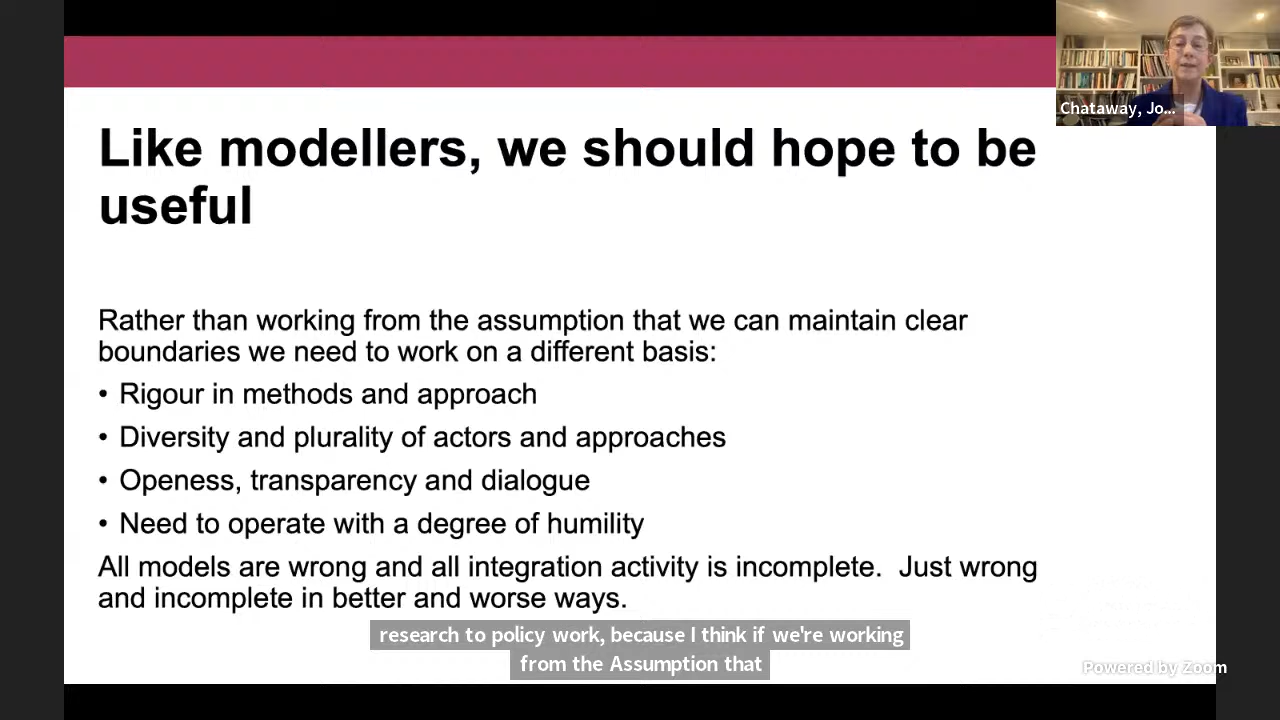 Chataway, Jo...
Like modellers, we should hope to be
useful
Rather than working from the assumption that we can maintain clear
boundaries we need to work on a different basis:
• Rigour in methods and approach
• Diversity and plurality of actors and approaches
• Openess, transparency and dialogue
• Need to operate with a degree of humility
All models are wrong and all integration activity is incomplete. Just wrong
and incomplete in better and worse ways.
research to policy work, because I think if we're working
from the Assumption that
Powered by Zoom